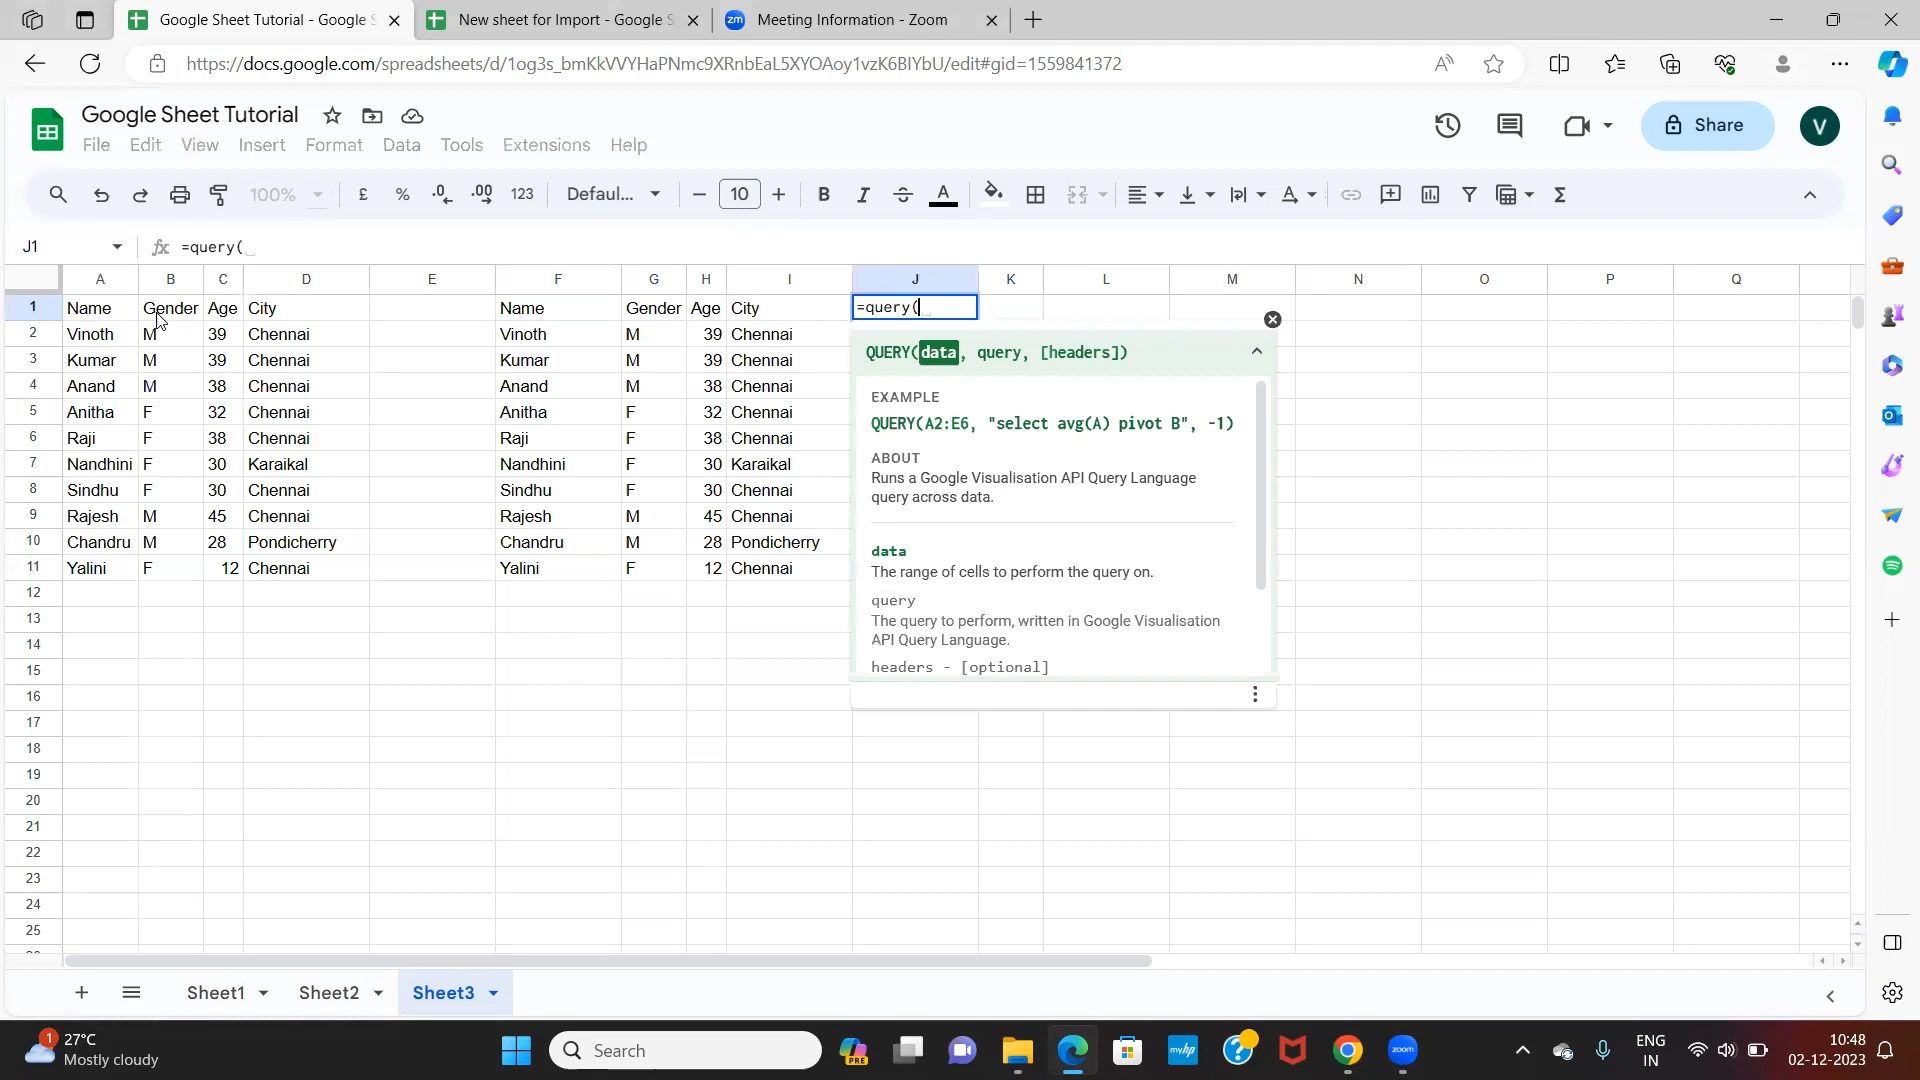 Google Sheet Tutorial - Google S
New sheet for Import - Google S
zm Meeting Information - Zoom
https://docs.google.com/spreadsheets/d/1og3s_bmKkVVYHaPNmc9XRnbEaL5XYOAoy1vzK6BIYbU/edit#gid=1559841372
Google Sheet Tutorial
Share
V
File Edit View Insert Format Data Tools Extensions Help
100% £ % .0 .00 123 Defaul... 10 B I S A Σ
J1 fx =query(
A B C D E F G H I J K L M N O P Q
1 Name Gender Age City Name Gender Age City =query(
2 Vinoth M 39 Chennai Vinoth M 39 Chennai
3 Kumar M 39 Chennai Kumar M 39 Chennai
4 Anand M 38 Chennai Anand M 38 Chennai
5 Anitha F 32 Chennai Anitha F 32 Chennai
6 Raji F 38 Chennai Raji F 38 Chennai
7 Nandhini F 30 Karaikal Nandhini F 30 Karaikal
8 Sindhu F 30 Chennai Sindhu F 30 Chennai
9 Rajesh M 45 Chennai Rajesh M 45 Chennai
10 Chandru M 28 Pondicherry Chandru M 28 Pondicherry
11 Yalini F 12 Chennai Yalini F 12 Chennai
12
13
14
15
16
17
18
19
20
21
22
23
24
25
QUERY(data, query, [headers])
EXAMPLE
QUERY(A2:E6, "select avg(A) pivot B", -1)
ABOUT
Runs a Google Visualisation API Query Language
query across data.
data
The range of cells to perform the query on.
query
The query to perform, written in Google Visualisation
API Query Language.
headers - [optional]
Sheet1 Sheet2 Sheet3
1 27°C
Mostly cloudy
Search
PRE
myhp
zoom
ENG
IN
10:48
02-12-2023